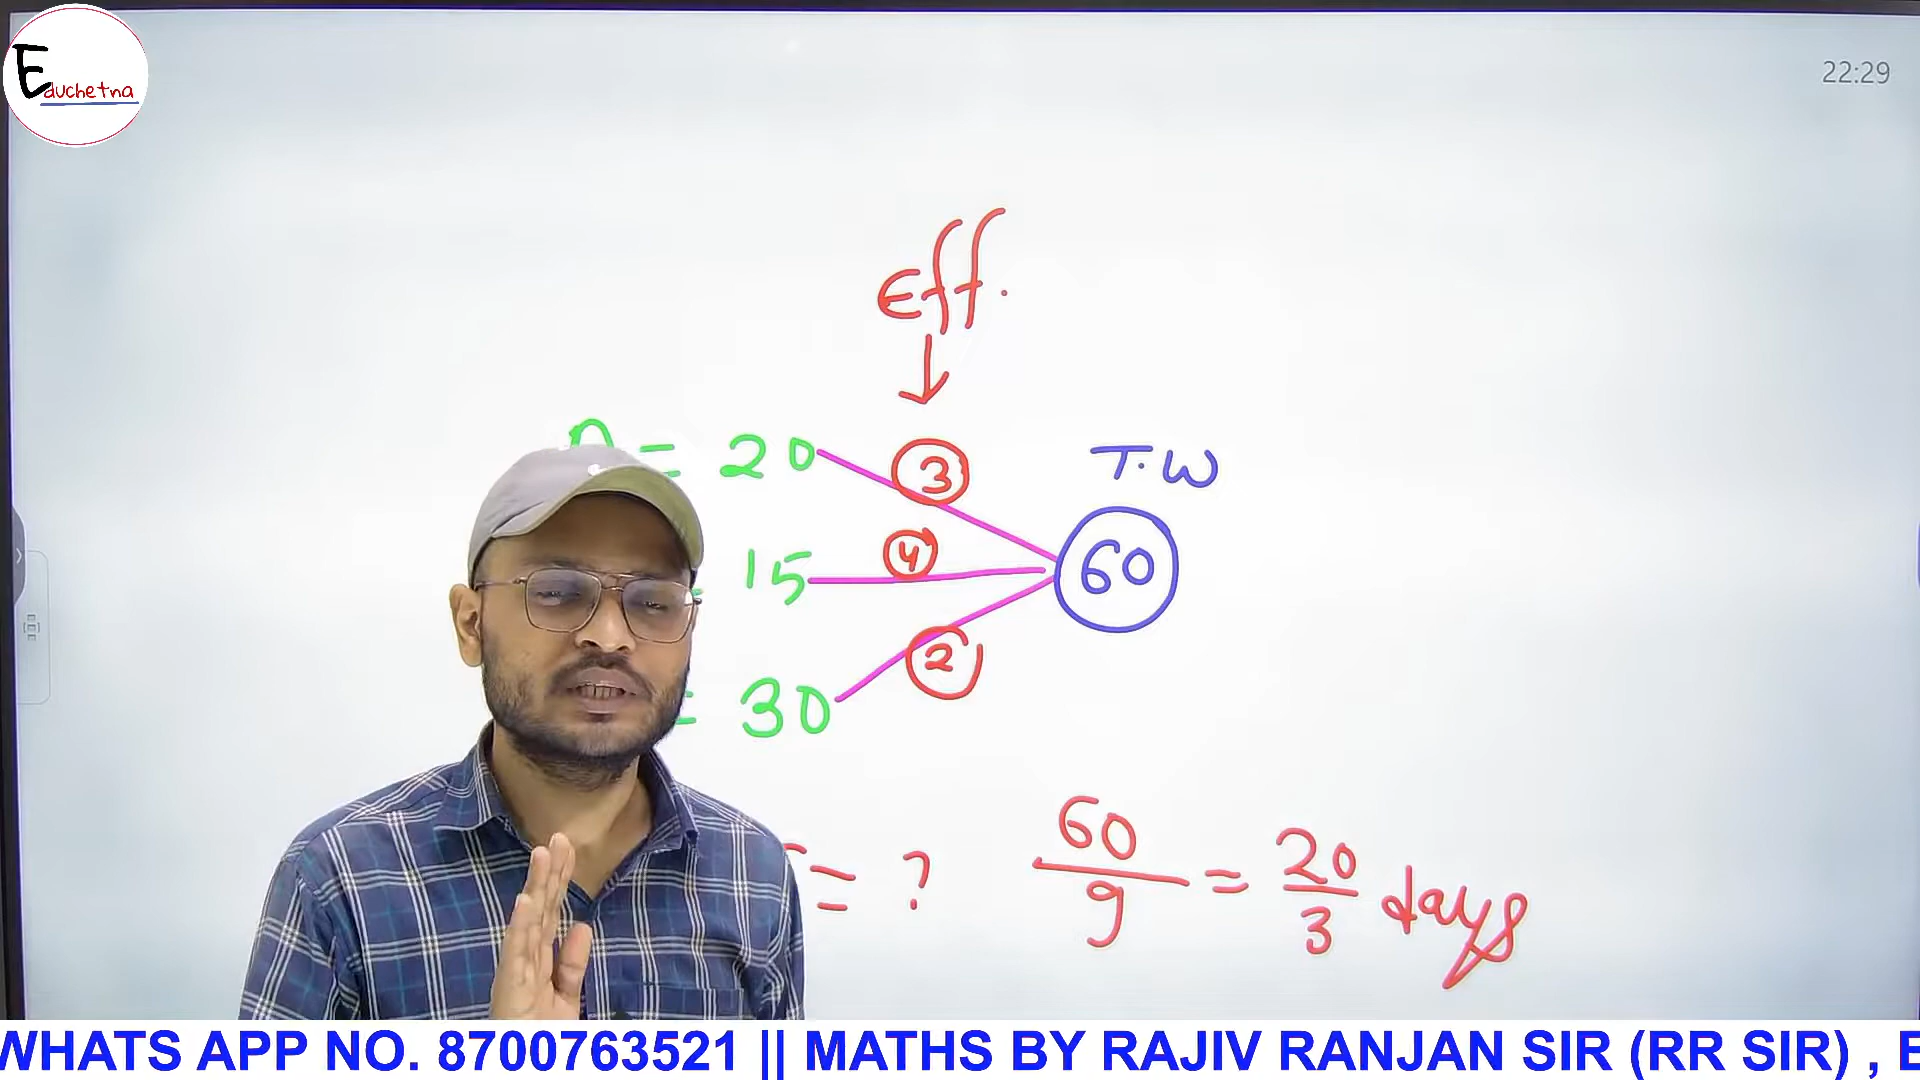 Educhetna
22:29
Eff.
= 20
3
T.W
4
60
15
2
= 30
= ?
60/9 = 20/3 days
WHATS APP NO. 8700763521 || MATHS BY RAJIV RANJAN SIR (RR SIR) , E